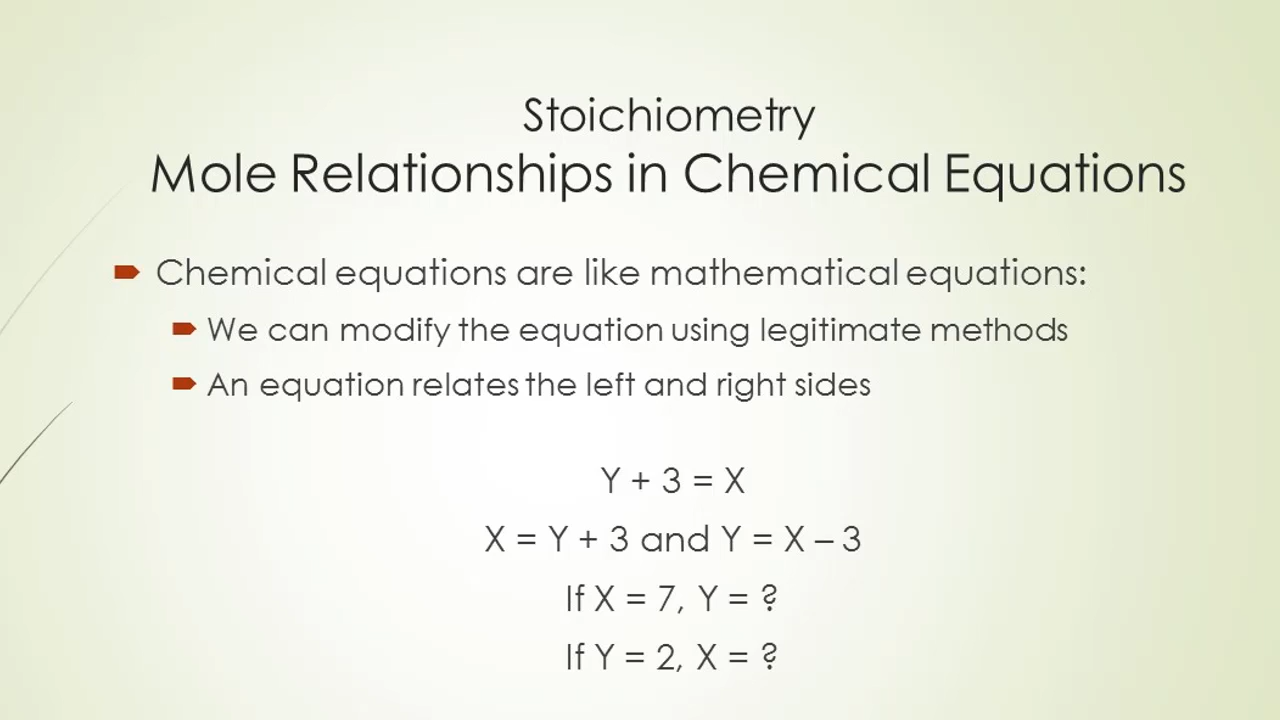 Stoichiometry
Mole Relationships in Chemical Equations
Chemical equations are like mathematical equations:
We can modify the equation using legitimate methods
An equation relates the left and right sides
Y + 3 = X
X = Y + 3 and Y = X – 3
If X = 7, Y = ?
If Y = 2, X = ?